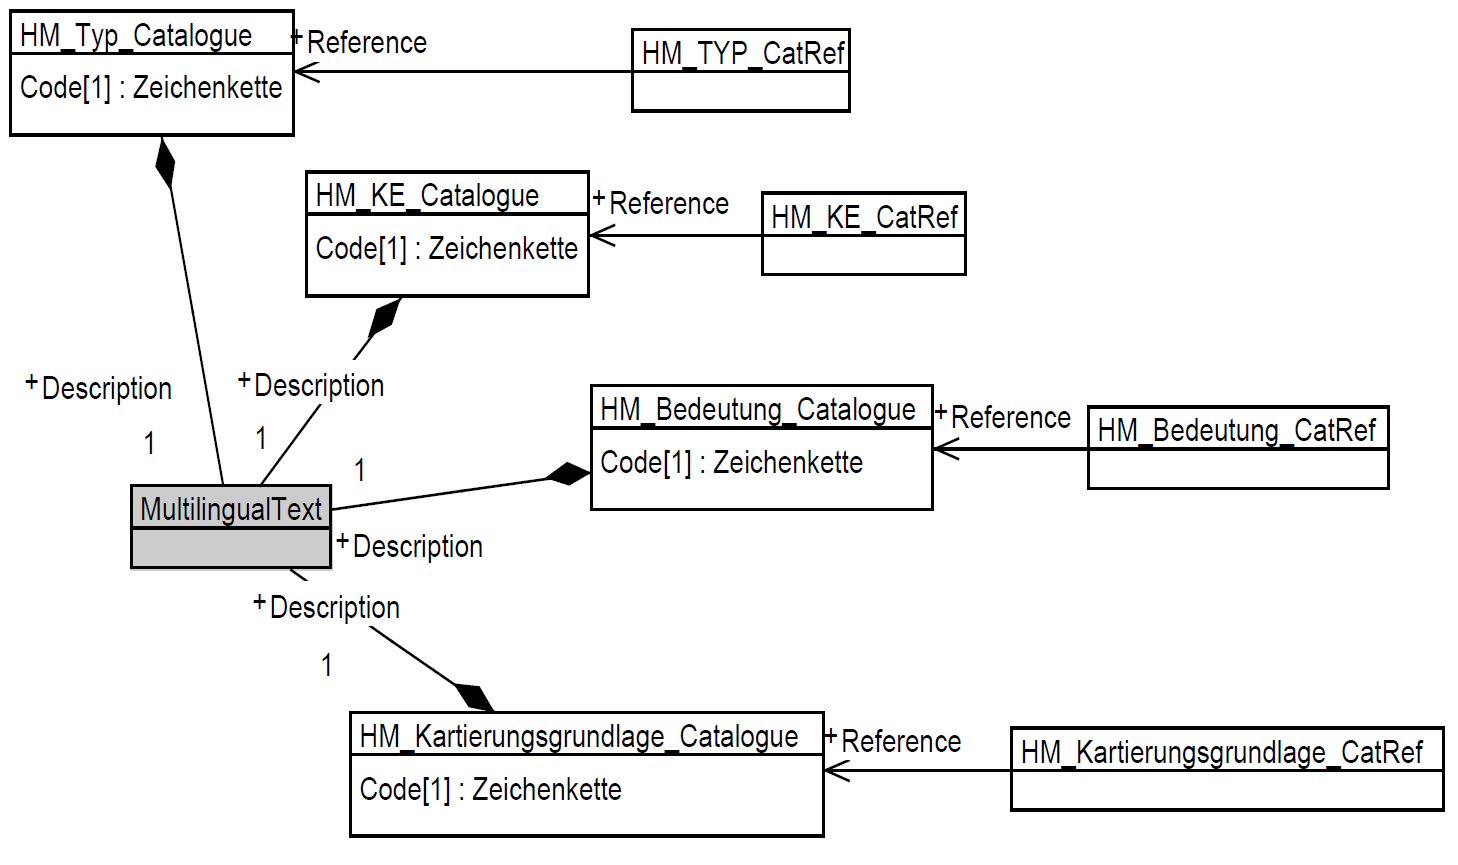 HM_Typ_Catalogue
Code[1] : Zeichenkette
+Reference
HM_TYP_CatRef
HM_KE_Catalogue
Code[1] : Zeichenkette
+Reference
HM_KE_CatRef
+Description
1
+Description
1
HM_Bedeutung_Catalogue
Code[1] : Zeichenkette
+Reference
HM_Bedeutung_CatRef
1
MultilingualText
+Description
+Description
1
HM_Kartierungsgrundlage_Catalogue
Code[1] : Zeichenkette
+Reference
HM_Kartierungsgrundlage_CatRef